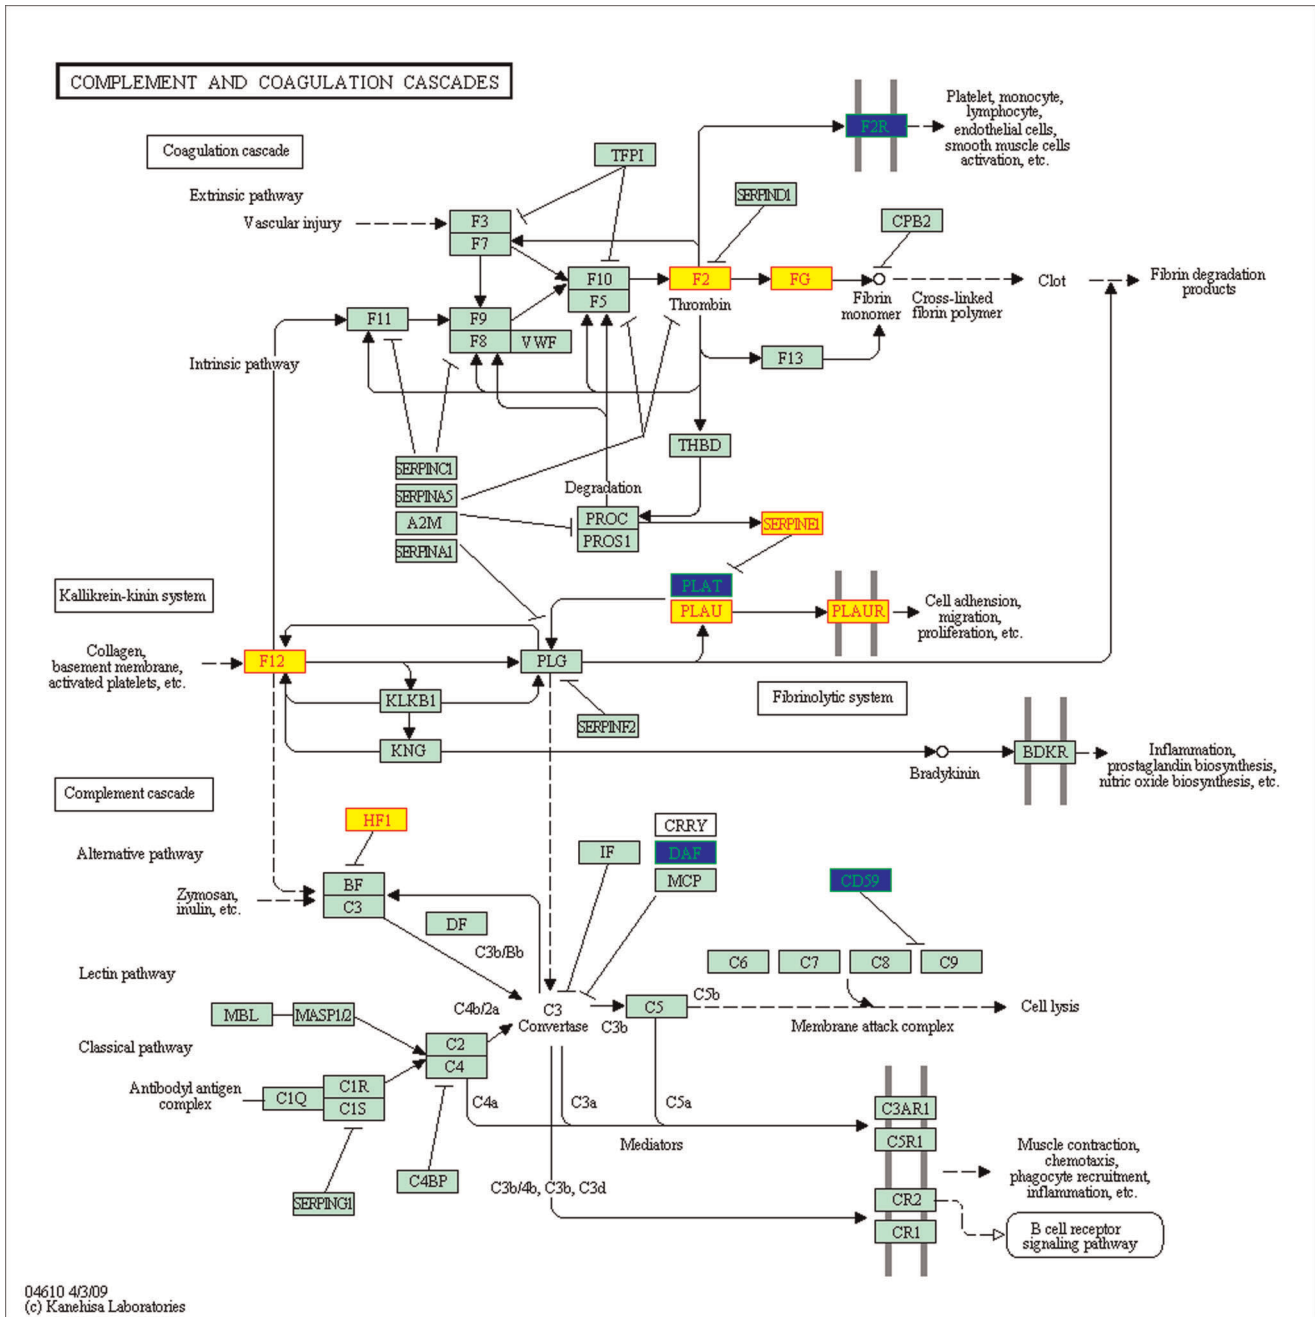 COMPLEMENT AND COAGULATION CASCADES
Platelet, monocyte,
lymphocyte,
endothelial cells,
smooth muscle cells
activation, etc.
F2R
Coagulation cascade
TFPI
Extrinsic pathway
SERPIND1
Vascular injury
F3
F7
CPB2
F10
F5
F2
Thrombin
FG
Fibrin
monomer
Cross-linked
fibrin polymer
Clot
Fibrin degradation
products
F11
F9
F8
VWF
F13
Intrinsic pathway
THBD
SERPINC1
SERPINA5
A2M
SERPINA1
Degradation
PROC
PROS1
SERPINE1
Kallikrein-kinin system
PLAT
PLAU
PLAUR
Cell adhension,
migration,
proliferation, etc.
Collagen,
basement membrane,
activated platelets, etc.
F12
PLG
KLKB1
Fibrinolytic system
SERPINF2
KNG
Bradykinin
BDKR
Inflammation,
prostaglandin biosynthesis,
nitric oxide biosynthesis, etc.
Complement cascade
HF1
CRRY
IF
DAF
MCP
Alternative pathway
BF
C3
CD59
Zymosan,
inulin, etc.
DF
C3b/Bb
C6
C7
C8
C9
Lectin pathway
C4b/2a
C3
Convertase
C3b
C5
C5b
Membrane attack complex
Cell lysis
MBL
MASP1/2
C2
C4
Classical pathway
Antibodyl antigen
complex
C1Q
C1R
C1S
C4a
C3a
C5a
C3AR1
C5R1
Mediators
Muscle contraction,
chemotaxis,
phagocyte recruitment,
inflammation, etc.
SERPING1
C4BP
C3b/4b, C3b, C3d
CR2
CR1
B cell receptor
signaling pathway
04610 4/3/09
(c) Kanehisa Laboratories